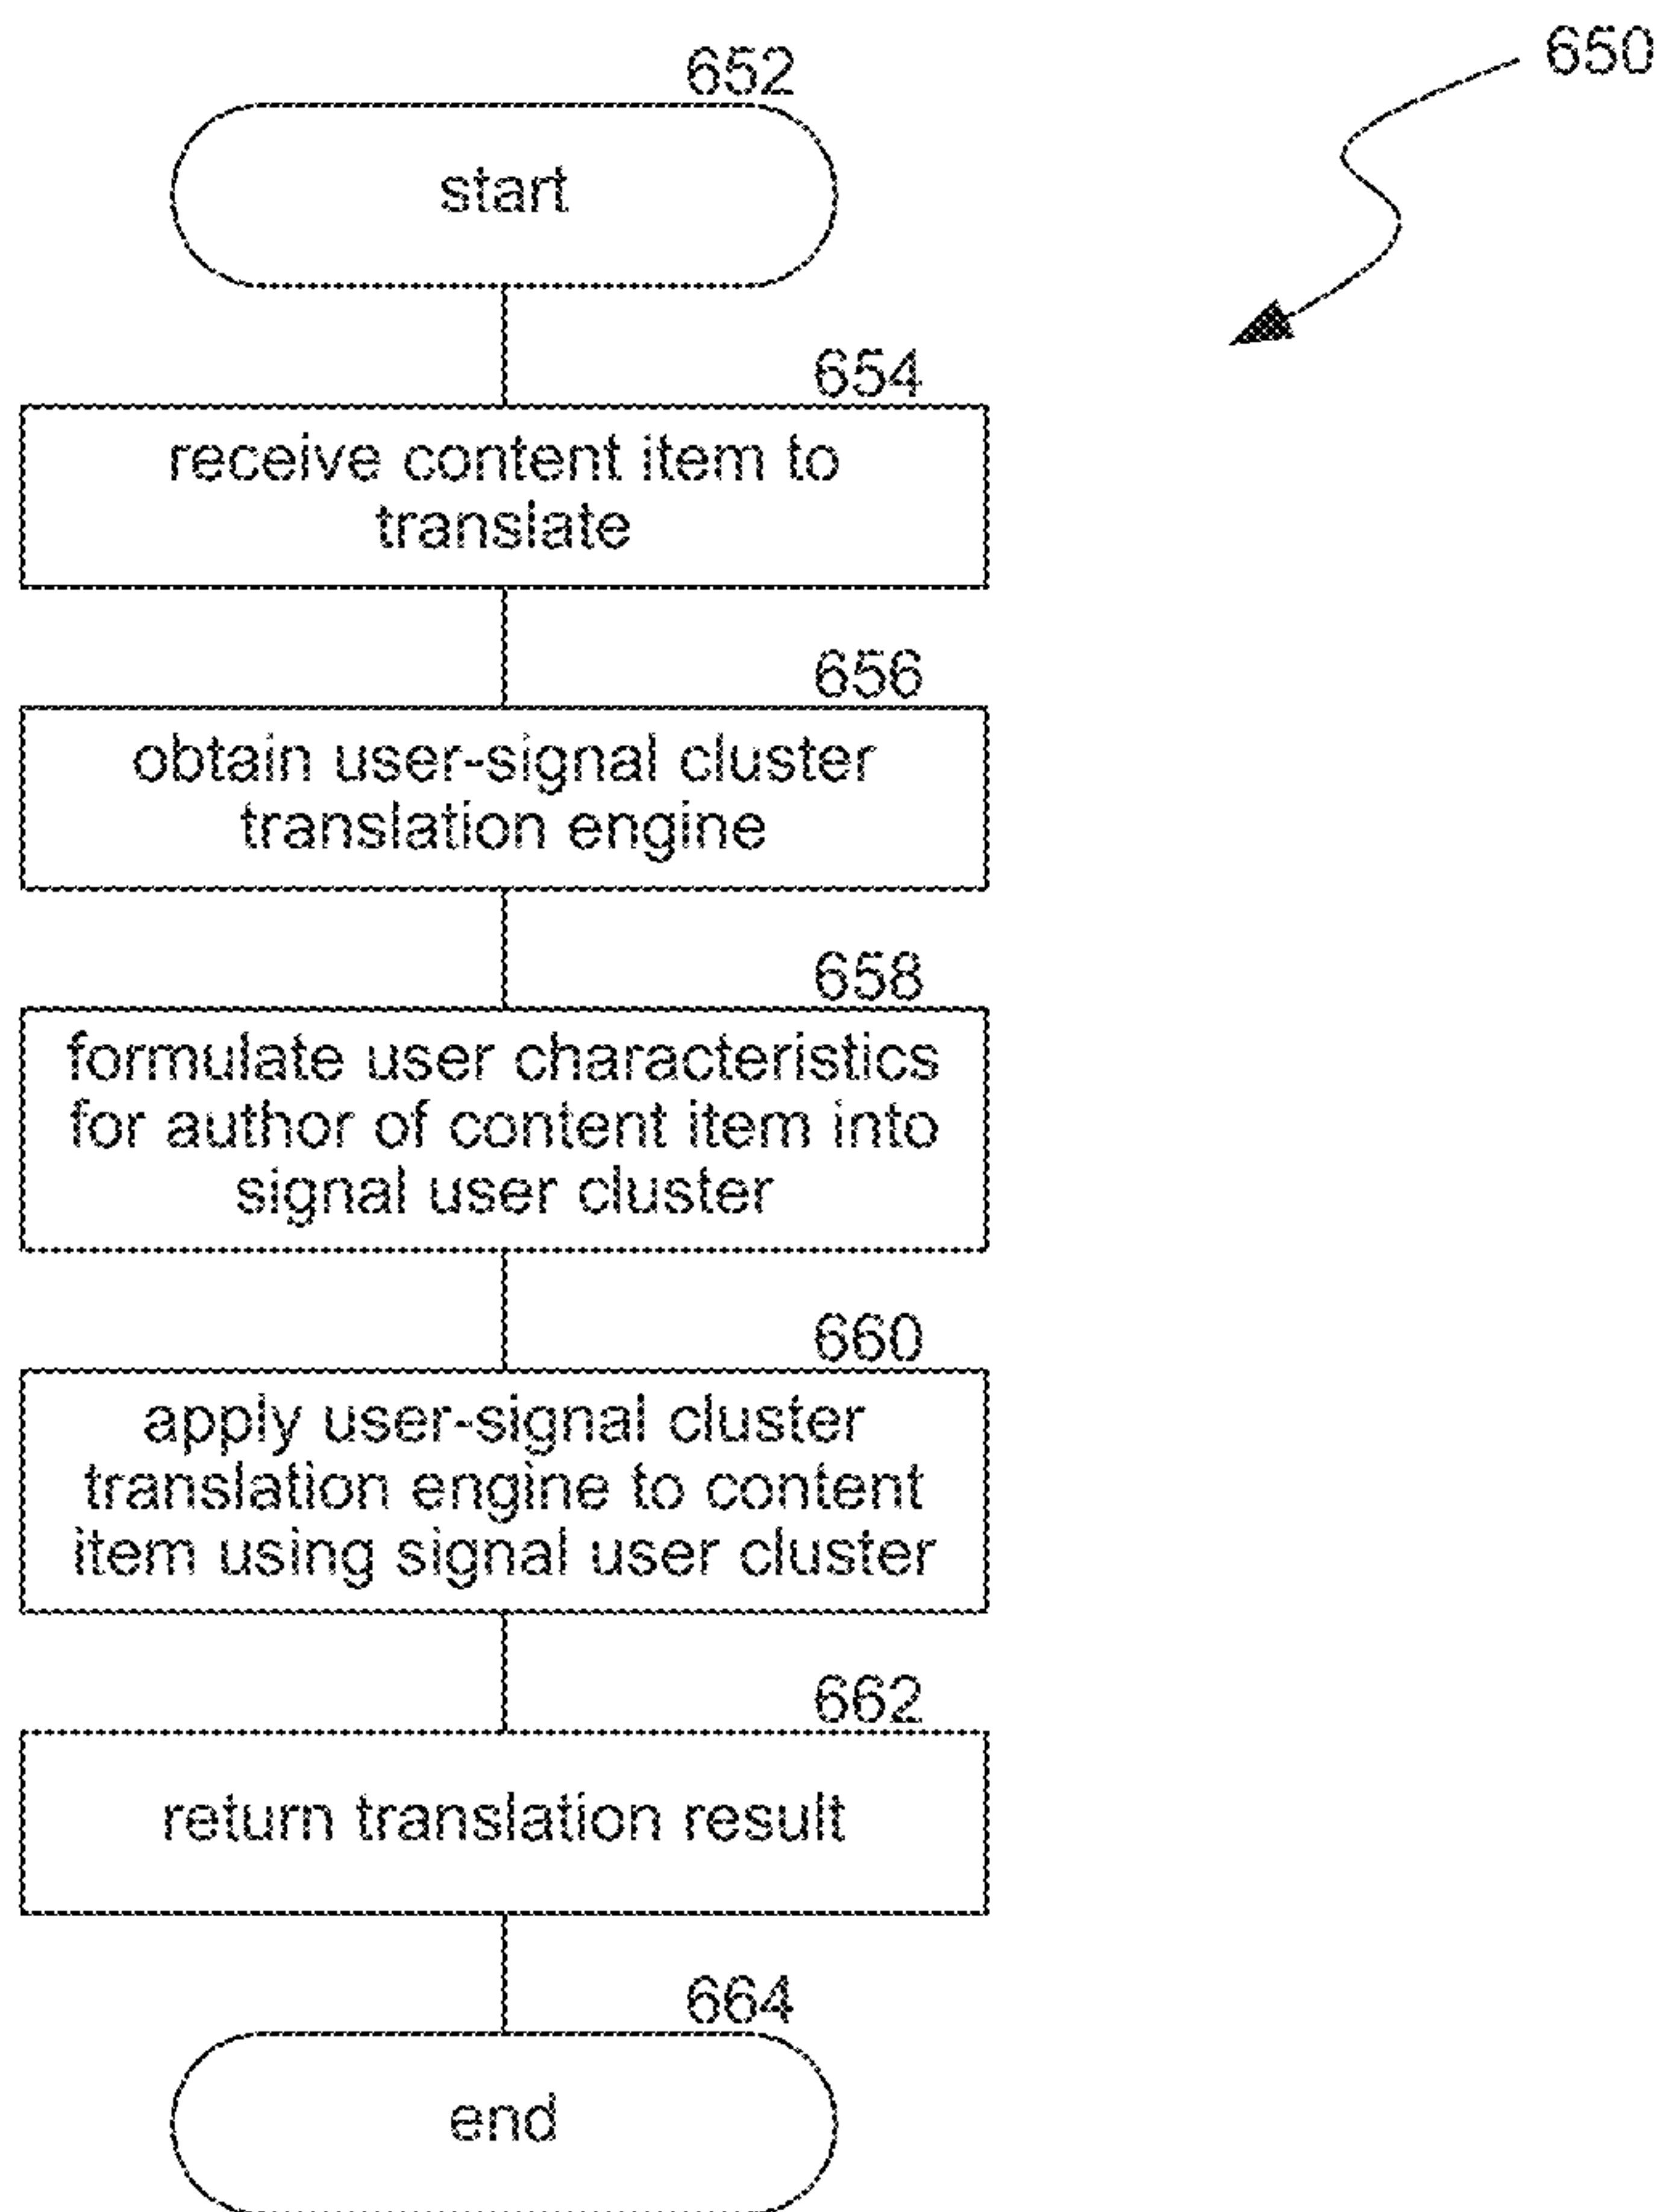 652
650
start
654
receive content item to
translate
656
obtain user-signal cluster
translation engine
658
formulate user characteristics
for author of content item into
signal user cluster
660
apply user-signal cluster
translation engine to content
item using signal user cluster
662
return translation result
664
end